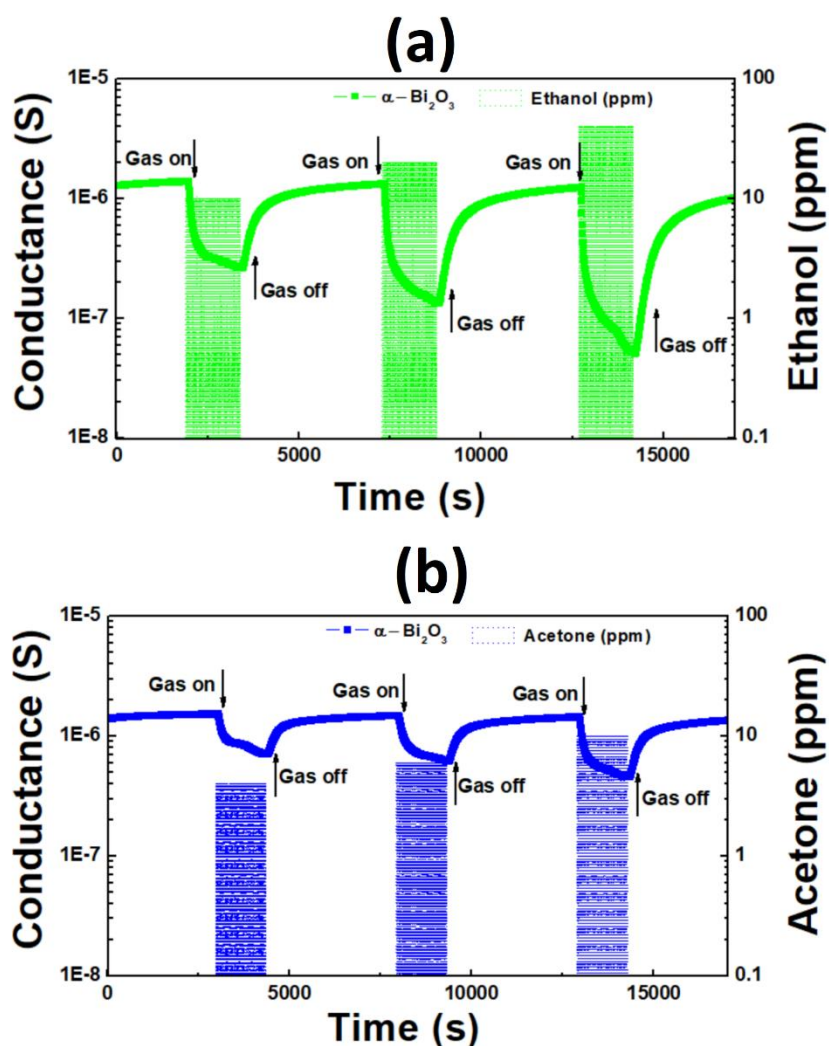 (a)
1E-5
100
α−Bi₂O₃ Ethanol (ppm)
Gas on
Gas on
Gas on
1E-6
10
Gas off
Gas off
Gas off
1E-7
1
1E-8
0.1
0 5000 10000 15000
Conductance (S)
Ethanol (ppm)
Time (s)
(b)
1E-5
100
α−Bi₂O₃ Acetone (ppm)
Gas on
Gas on
Gas on
1E-6
10
Gas off
Gas off
Gas off
1E-7
1
1E-8
0.1
0 5000 10000 15000
Conductance (S)
Acetone (ppm)
Time (s)